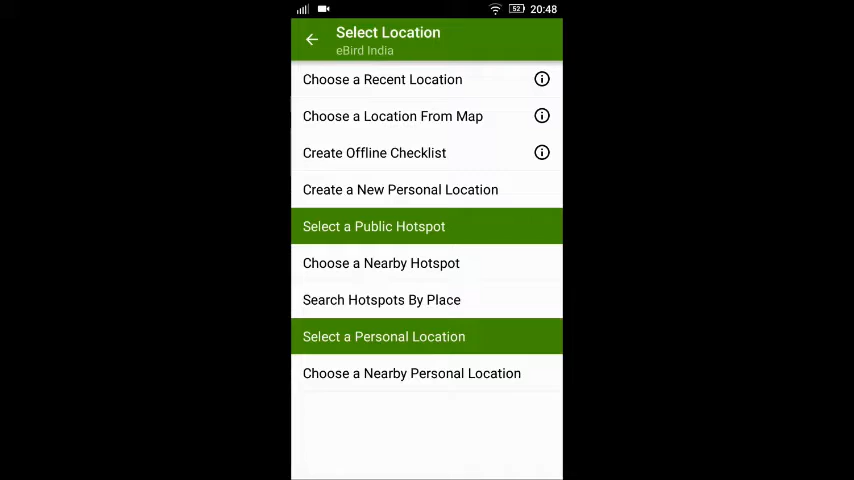 52 20:48
Select Location
eBird India
Choose a Recent Location
Choose a Location From Map
Create Offline Checklist
Create a New Personal Location
Select a Public Hotspot
Choose a Nearby Hotspot
Search Hotspots By Place
Select a Personal Location
Choose a Nearby Personal Location